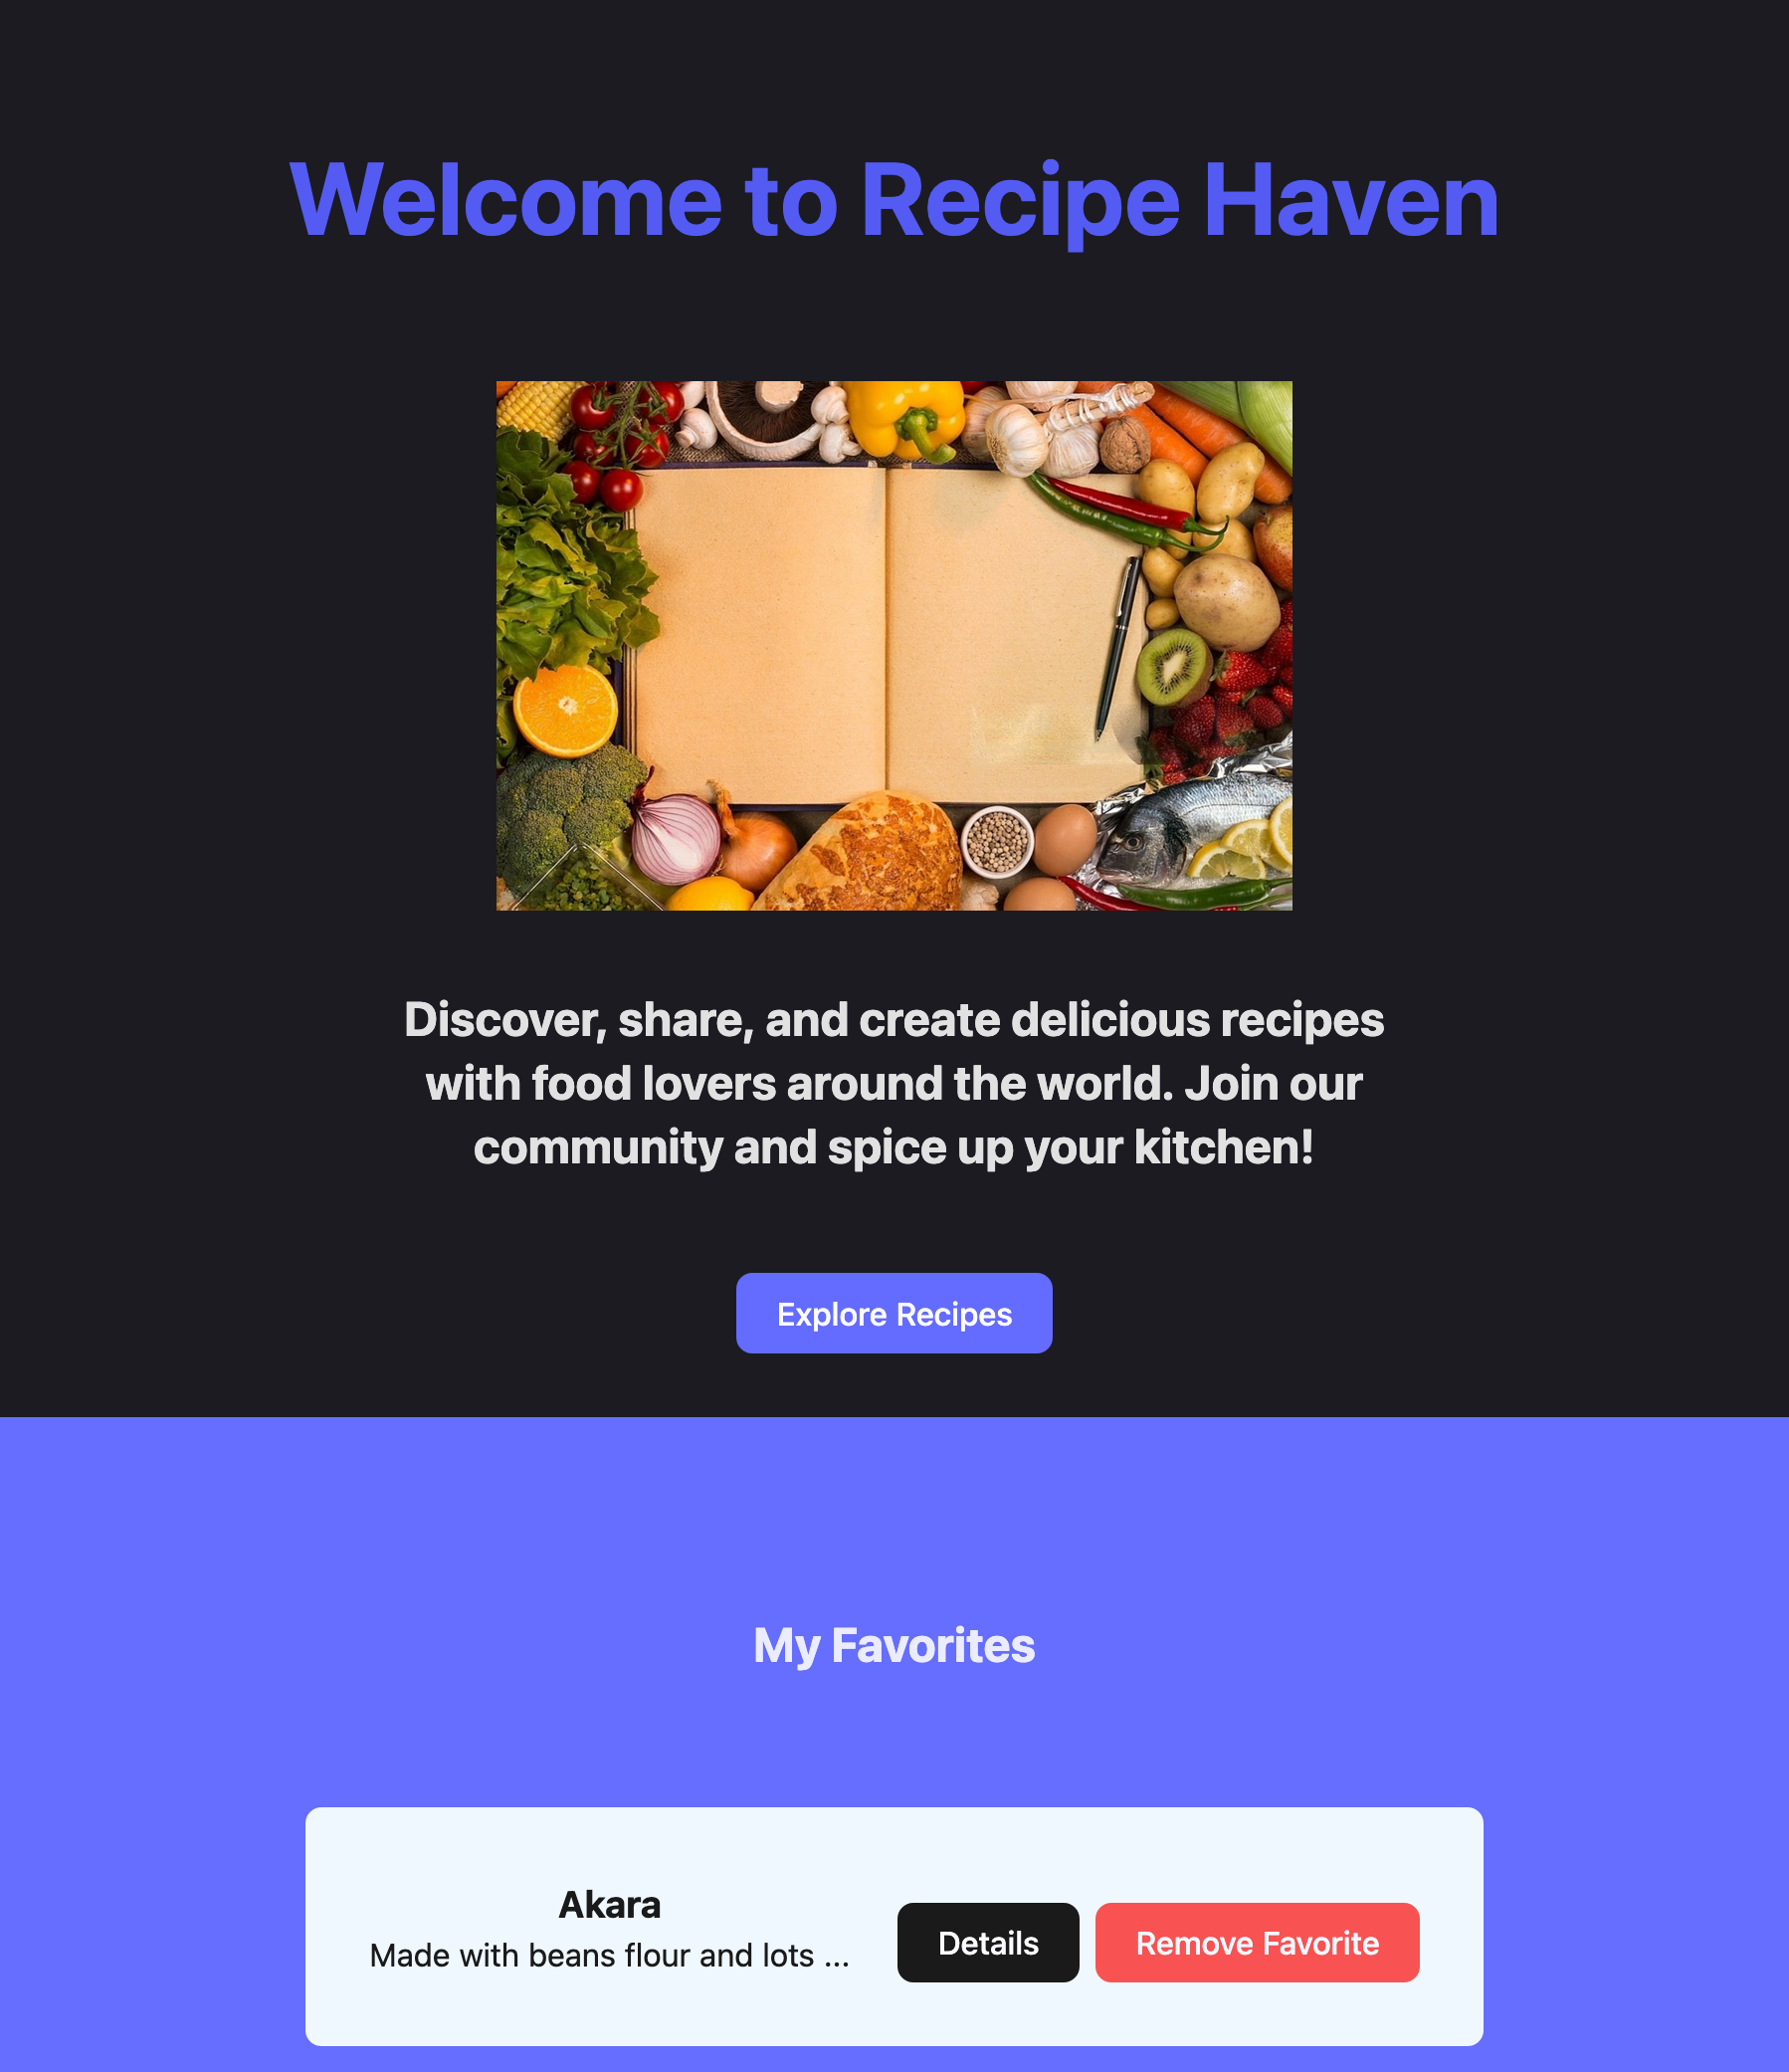 Welcome to Recipe Haven
Discover, share, and create delicious recipes
with food lovers around the world. Join our
community and spice up your kitchen!
Explore Recipes
My Favorites
Akara
Made with beans flour and lots ...
Details
Remove Favorite